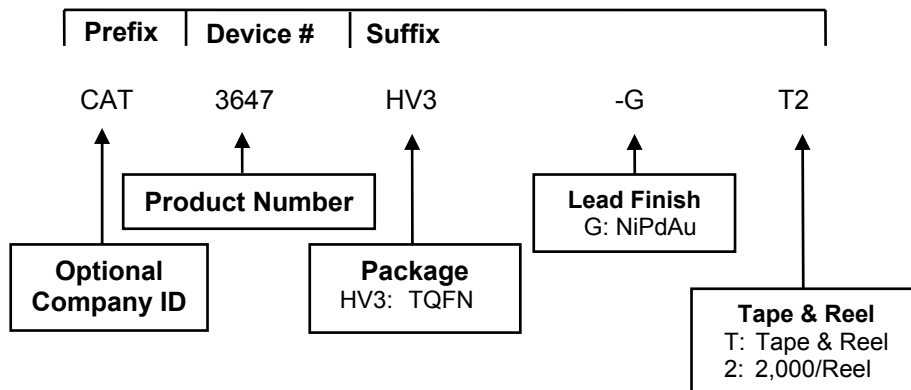 Prefix Device # Suffix
CAT 3647 HV3 -G T2
Product Number
Lead Finish
G: NiPdAu
Optional
Company ID
Package
HV3: TQFN
Tape & Reel
T: Tape & Reel
2: 2,000/Reel